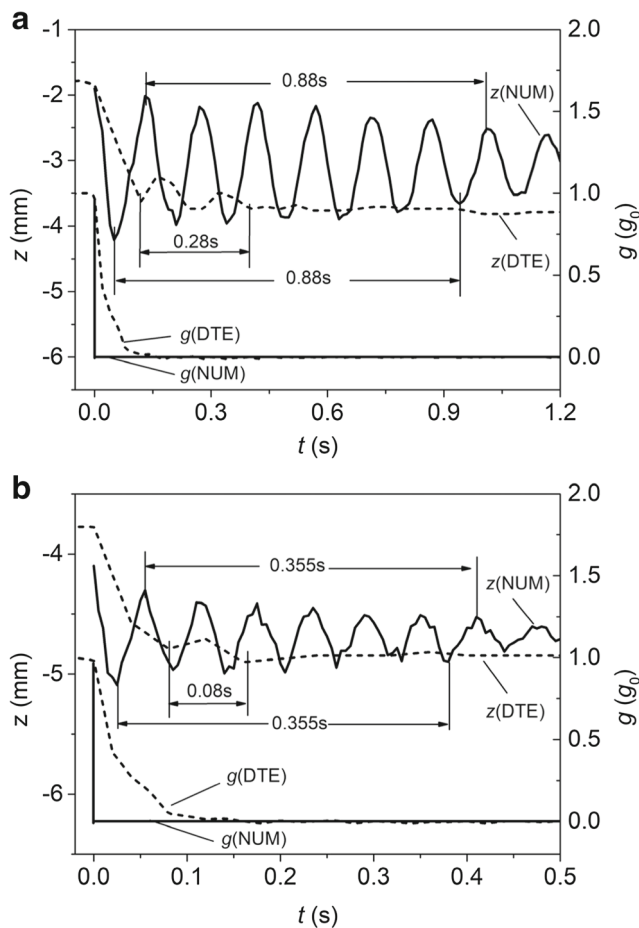 a
-1
-2
-3
-4
-5
-6
z (mm)
2.0
1.5
1.0
0.5
0.0
g (g₀)
0.88s
z(NUM)
0.28s
z(DTE)
0.88s
g(DTE)
g(NUM)
0.0 0.3 0.6 0.9 1.2
t (s)
b
-4
-5
-6
z (mm)
2.0
1.5
1.0
0.5
0.0
g (g₀)
0.355s
z(NUM)
0.08s
z(DTE)
0.355s
g(DTE)
g(NUM)
0.0 0.1 0.2 0.3 0.4 0.5
t (s)